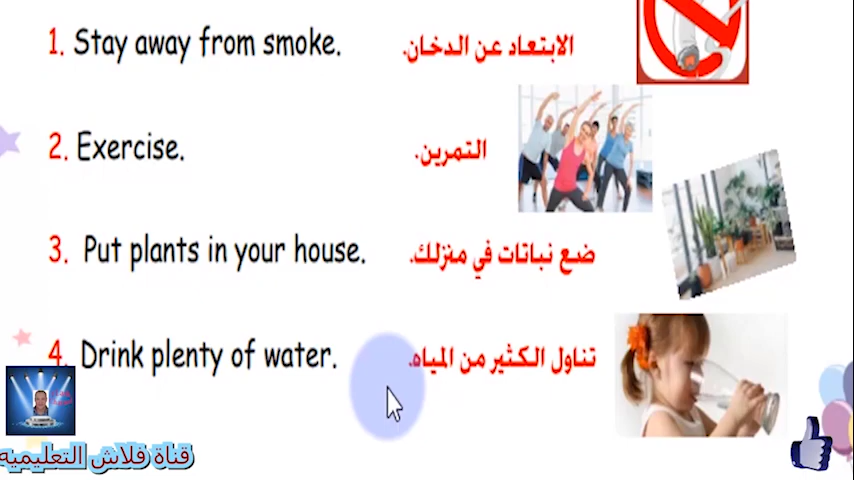 1. Stay away from smoke. الابتعاد عن الدخان.
2. Exercise. التمرين.
3. Put plants in your house. ضع نباتات في منزلك.
4. Drink plenty of water. تناول الكثير من المياه.
قناة فلاش التعليميه